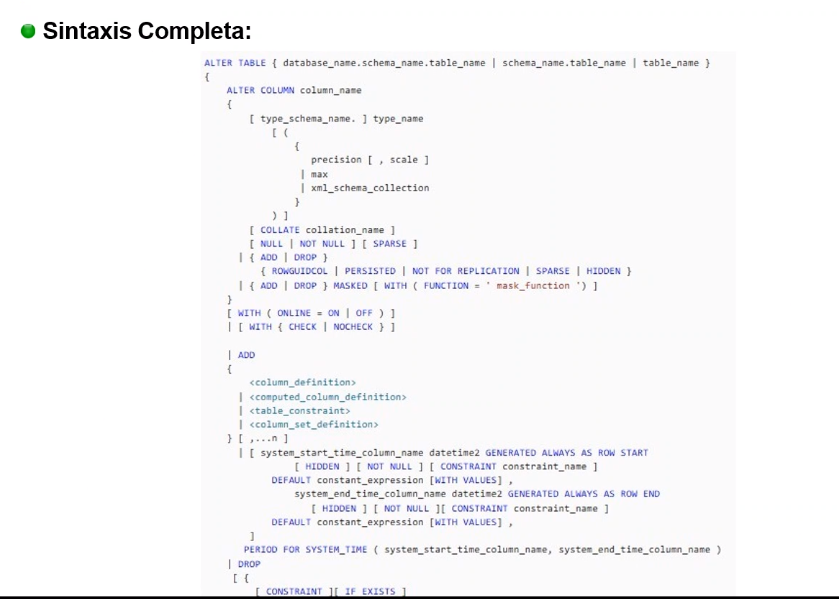 Sintaxis Completa:
ALTER TABLE { database_name.schema_name.table_name | schema_name.table_name | table_name }
{
ALTER COLUMN column_name
{
[ type_schema_name. ] type_name
[ (
{
precision [ , scale ]
| max
| xml_schema_collection
}
) ]
[ COLLATE collation_name ]
[ NULL | NOT NULL ] [ SPARSE ]
| { ADD | DROP }
{ ROWGUIDCOL | PERSISTED | NOT FOR REPLICATION | SPARSE | HIDDEN }
| { ADD | DROP } MASKED [ WITH ( FUNCTION = ' mask_function ') ]
}
[ WITH ( ONLINE = ON | OFF ) ]
| [ WITH { CHECK | NOCHECK } ]
| ADD
{
<column_definition>
| <computed_column_definition>
| <table_constraint>
| <column_set_definition>
} [ ,...n ]
| [ system_start_time_column_name datetime2 GENERATED ALWAYS AS ROW START
[ HIDDEN ] [ NOT NULL ] [ CONSTRAINT constraint_name ]
DEFAULT constant_expression [WITH VALUES] ,
system_end_time_column_name datetime2 GENERATED ALWAYS AS ROW END
[ HIDDEN ] [ NOT NULL ][ CONSTRAINT constraint_name ]
DEFAULT constant_expression [WITH VALUES] ,
]
PERIOD FOR SYSTEM_TIME ( system_start_time_column_name, system_end_time_column_name )
| DROP
[ {
[ CONSTRAINT ][ IF EXISTS ]